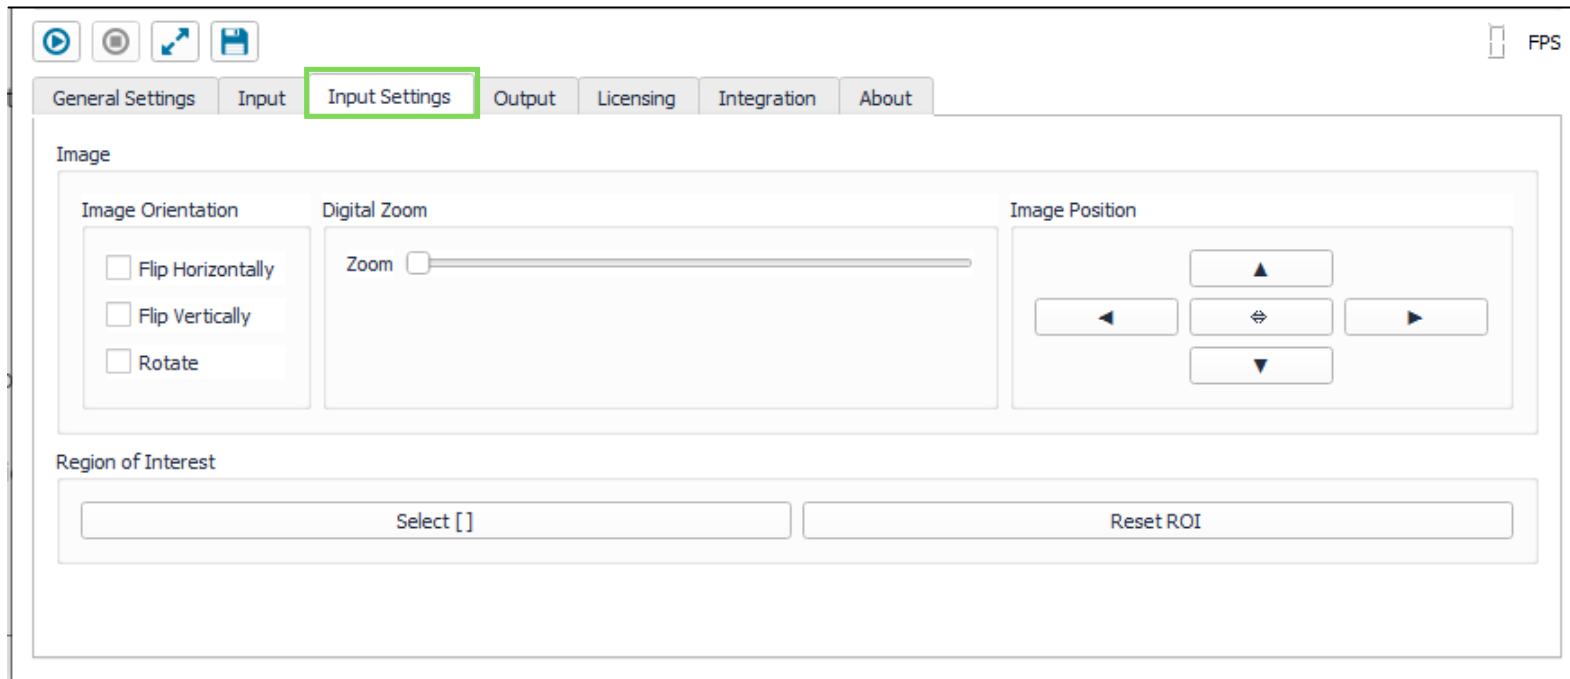 FPS
General Settings Input Input Settings Output Licensing Integration About
Image
Image Orientation Digital Zoom Image Position
Flip Horizontally
Zoom
Flip Vertically
Rotate
Region of Interest
Select [ ] Reset ROI